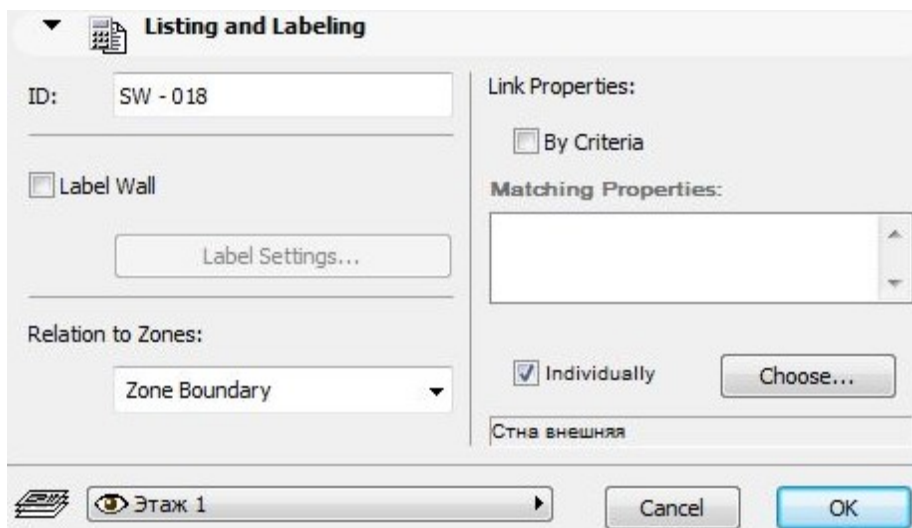 Listing and Labeling
ID:
SW - 018
Label Wall
Label Settings...
Relation to Zones:
Zone Boundary
Link Properties:
By Criteria
Matching Properties:
Individually
Choose...
Стна внешняя
Этаж 1
Cancel
OK